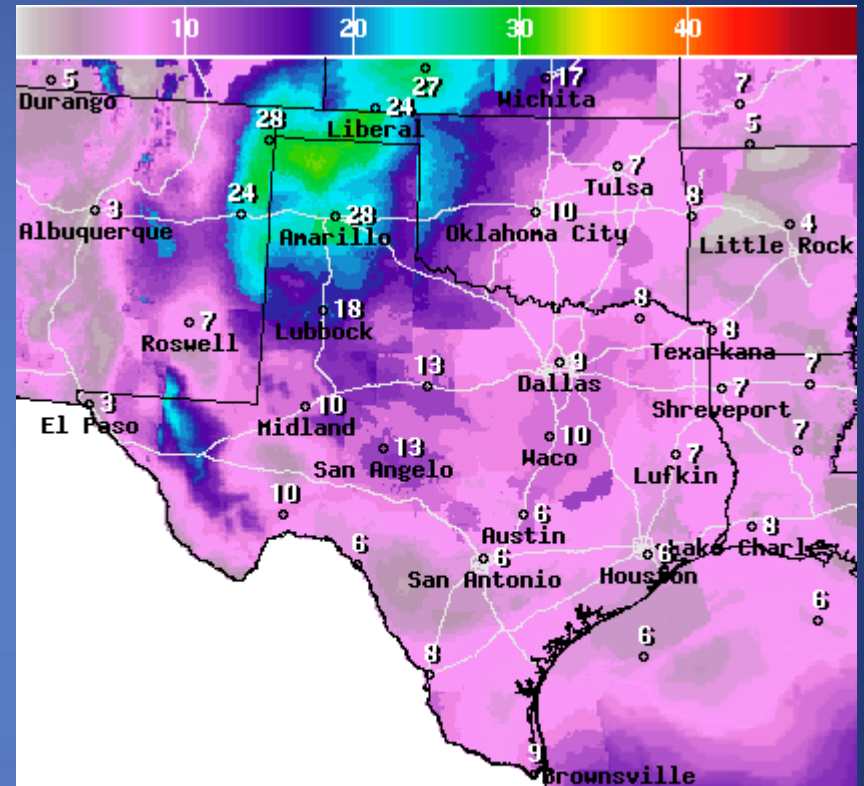 10 20 30 40
5
Durango
27
17
Wichita
7
24
Liberal
28
5
7
Tulsa
3
Albuquerque
24
28
Amarillo
10
Oklahoma City
8
4
Little Rock
7
Roswell
18
Lubbock
8
8
Texarkana
13
9
Dallas
7
7
Shreveport
3
El Paso
10
Midland
13
San Angelo
10
Waco
7
Lufkin
7
10
6
Austin
8
6
6
San Antonio
6
Houston
Lake Charles
6
6
8
9
Brownsville